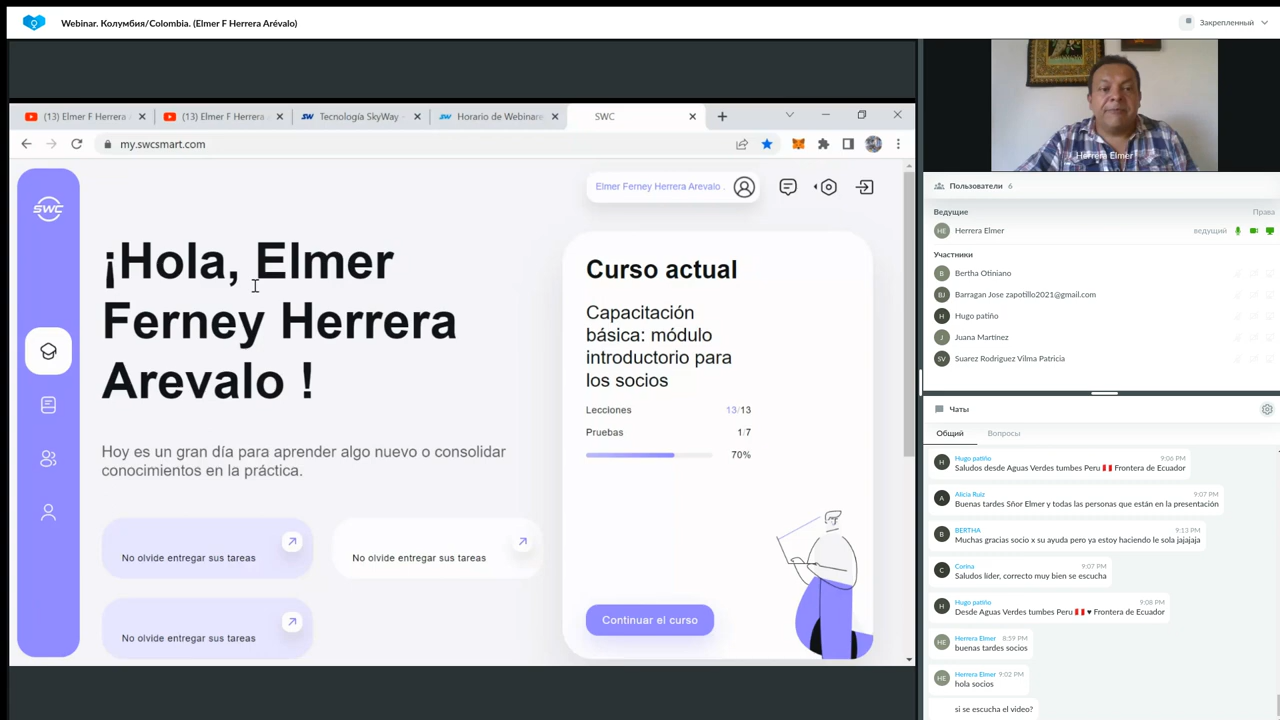 Webinar. Колумбия/Colombia. (Elmer F Herrera Arévalo)
Закрепленный
(13) Elmer F Herrera
(13) Elmer F Herrera
Tecnología SkyWay -
Horario de Webinare
SWC
my.swcsmart.com
SWC
Elmer Ferney Herrera Arevalo .
¡Hola, Elmer
Ferney Herrera
Arevalo !
Hoy es un gran día para aprender algo nuevo o consolidar
conocimientos en la práctica.
No olvide entregar sus tareas
No olvide entregar sus tareas
No olvide entregar sus tareas
Curso actual
Capacitación
básica: módulo
introductorio para
los socios
Lecciones 13/13
Pruebas 1/7
70%
Continuar el curso
Herrera Elmer
Пользователи 6
Ведущие Права
HE Herrera Elmer ведущий
Участники
B Bertha Otiniano
BJ Barragan Jose zapotillo2021@gmail.com
H Hugo patiño
J Juana Martínez
SV Suarez Rodriguez Vilma Patricia
Чаты
Общий Вопросы
Hugo patiño 9:06 PM
H Saludos desde Aguas Verdes tumbes Peru 🇵🇪 Frontera de Ecuador
Alicia Ruiz 9:07 PM
A Buenas tardes Sñor Elmer y todas las personas que están en la presentación
BERTHA 9:13 PM
B Muchas gracias socio x su ayuda pero ya estoy haciendo le sola jajajaja
Corina 9:07 PM
C Saludos líder, correcto muy bien se escucha
Hugo patiño 9:08 PM
H Desde Aguas Verdes tumbes Peru 🇵🇪 ♥ Frontera de Ecuador
Herrera Elmer 8:59 PM
HE buenas tardes socios
Herrera Elmer 9:02 PM
HE hola socios
si se escucha el video?